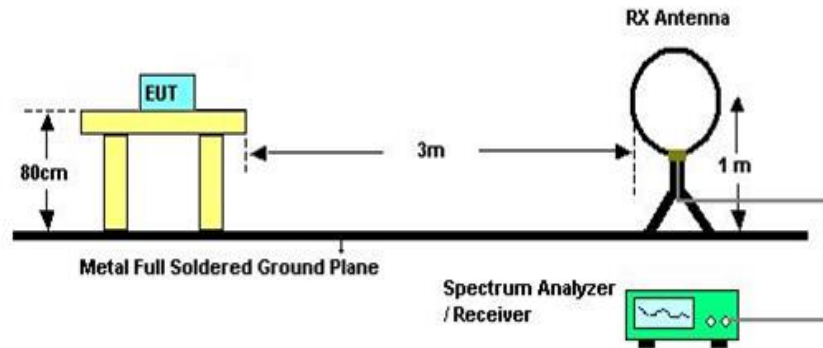 RX Antenna
EUT
3m
80cm
1 m
Metal Full Soldered Ground Plane
Spectrum Analyzer
/ Receiver